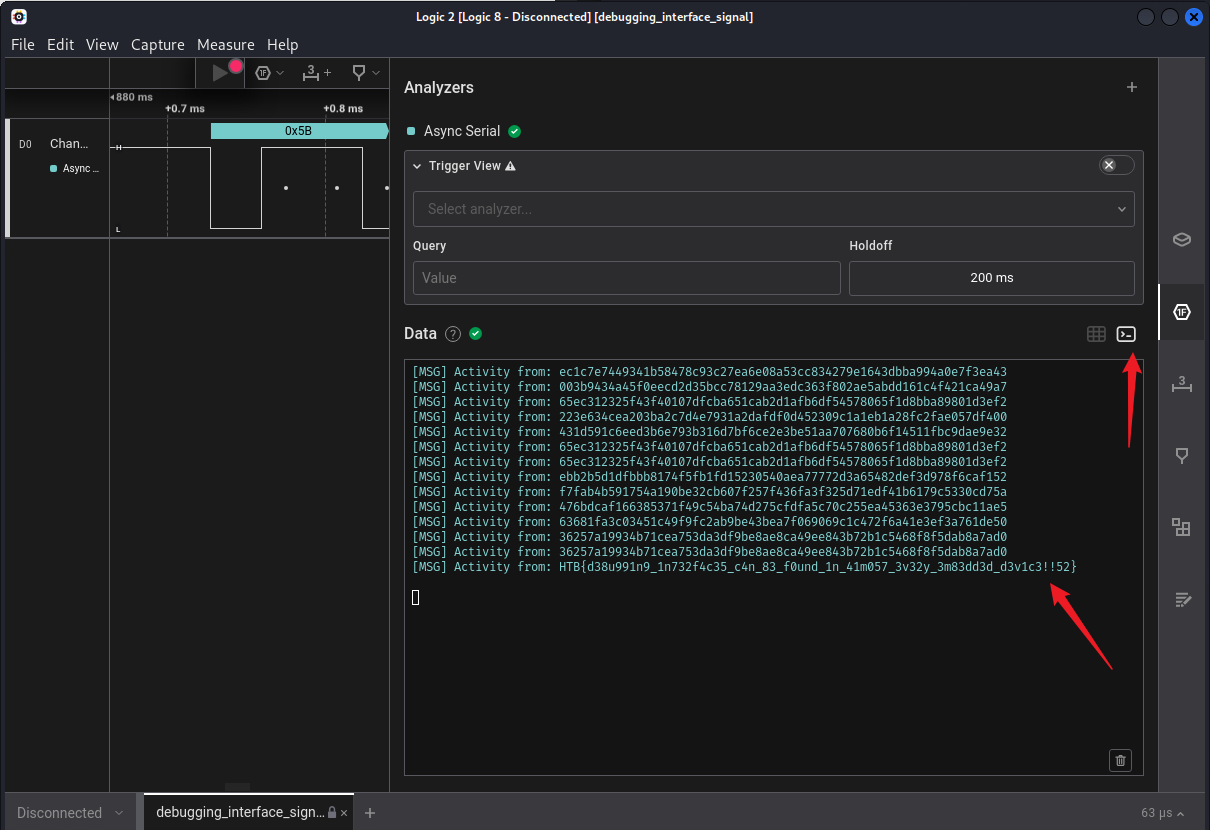 Logic 2 [Logic 8 - Disconnected] [debugging_interface_signal]
File Edit View Capture Measure Help
880 ms
+0.7 ms +0.8 ms
D0 Chan...
Async ...
0x5B
H
L
Analyzers
Async Serial
Trigger View
Select analyzer...
Query Holdoff
Value 200 ms
Data
[MSG] Activity from: ec1c7e7449341b58478c93c27ea6e08a53cc834279e1643dbba994a0e7f3ea43
[MSG] Activity from: 003b9434a45f0eecd2d35bcc78129aa3edc363f802ae5abdd161c4f421ca49a7
[MSG] Activity from: 65ec312325f43f40107dfcba651cab2d1afb6df54578065f1d8bba89801d3ef2
[MSG] Activity from: 223e634cea203ba2c7d4e7931a2dafdf0d452309c1a1eb1a28fc2fae057df400
[MSG] Activity from: 431d591c6eed3b6e793b316d7bf6ce2e3be51aa707680b6f14511fbc9dae9e32
[MSG] Activity from: 65ec312325f43f40107dfcba651cab2d1afb6df54578065f1d8bba89801d3ef2
[MSG] Activity from: 65ec312325f43f40107dfcba651cab2d1afb6df54578065f1d8bba89801d3ef2
[MSG] Activity from: ebb2b5d1dfbbb8174f5fb1fd15230540aea77772d3a65482def3d978f6caf152
[MSG] Activity from: f7fab4b591754a190be32cb607f257f436fa3f325d71edf41b6179c5330cd75a
[MSG] Activity from: 476bdcaf166385371f49c54ba74d275cfdfa5c70c255ea45363e3795cbc11ae5
[MSG] Activity from: 63681fa3c03451c49f9fc2ab9be43bea7f069069c1c472f6a41e3ef3a761de50
[MSG] Activity from: 36257a19934b71cea753da3df9be8ae8ca49ee843b72b1c5468f8f5dab8a7ad0
[MSG] Activity from: 36257a19934b71cea753da3df9be8ae8ca49ee843b72b1c5468f8f5dab8a7ad0
[MSG] Activity from: HTB{d38u991n9_1n732f4c35_c4n_83_f0und_1n_41m057_3v32y_3m83dd3d_d3v1c3!!52}
Disconnected
debugging_interface_sign...
63 µs